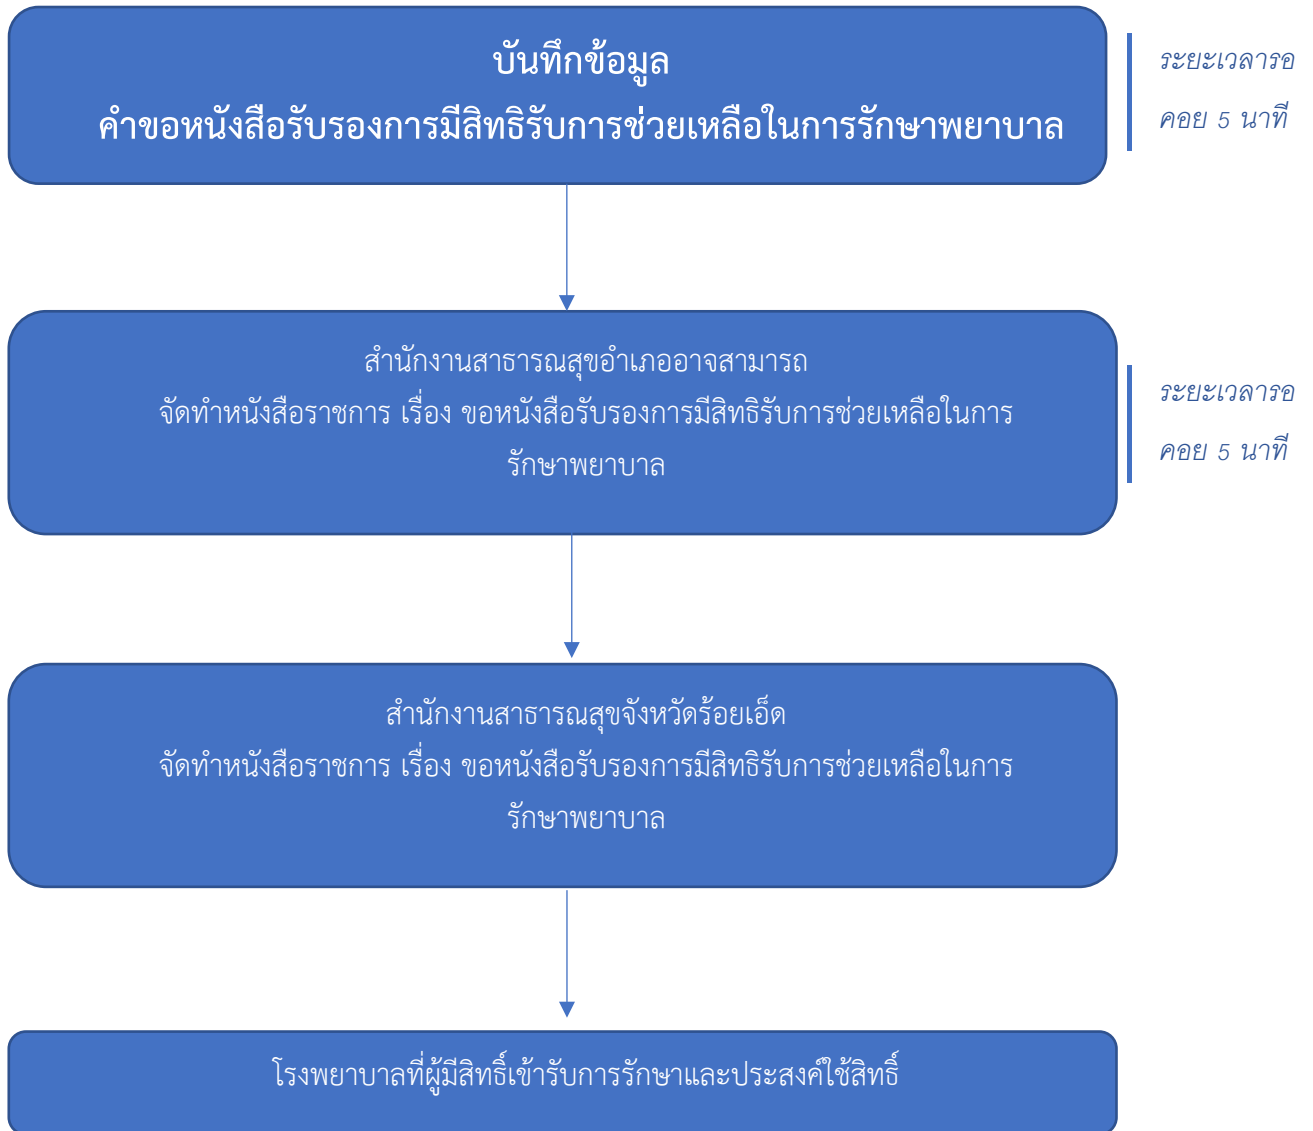 บันทึกข้อมูล
คำขอหนังสือรับรองการมีสิทธิรับการช่วยเหลือในการรักษาพยาบาล
ระยะเวลารอ
คอย 5 นาที
สำนักงานสาธารณสุขอำเภออาจสามารถ
จัดทำหนังสือราชการ เรื่อง ขอหนังสือรับรองการมีสิทธิรับการช่วยเหลือในการ
รักษาพยาบาล
ระยะเวลารอ
คอย 5 นาที
สำนักงานสาธารณสุขจังหวัดร้อยเอ็ด
จัดทำหนังสือราชการ เรื่อง ขอหนังสือรับรองการมีสิทธิรับการช่วยเหลือในการ
รักษาพยาบาล
โรงพยาบาลที่ผู้มีสิทธิ์เข้ารับการรักษาและประสงค์ใช้สิทธิ์